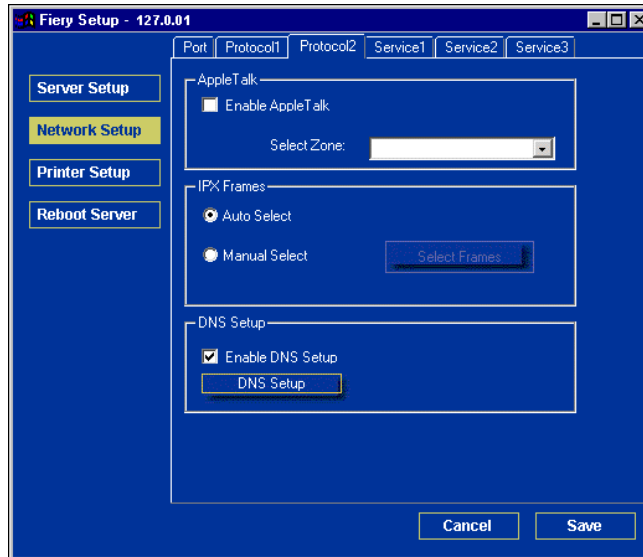 Fiery Setup - 127.0.01
Port Protocol1 Protocol2 Service1 Service2 Service3
Server Setup
Network Setup
Printer Setup
Reboot Server
AppleTalk
Enable AppleTalk
Select Zone:
IPX Frames
Auto Select
Manual Select
Select Frames
DNS Setup
Enable DNS Setup
DNS Setup
Cancel
Save